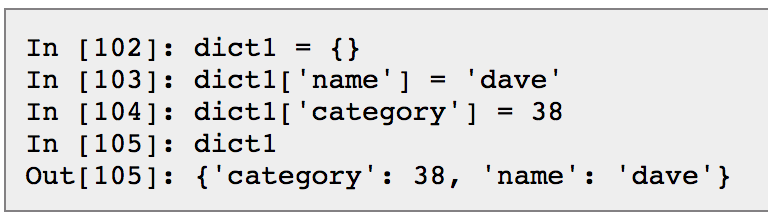 In [102]: dict1 = {}
In [103]: dict1['name'] = 'dave'
In [104]: dict1['category'] = 38
In [105]: dict1
Out[105]: {'category': 38, 'name': 'dave'}